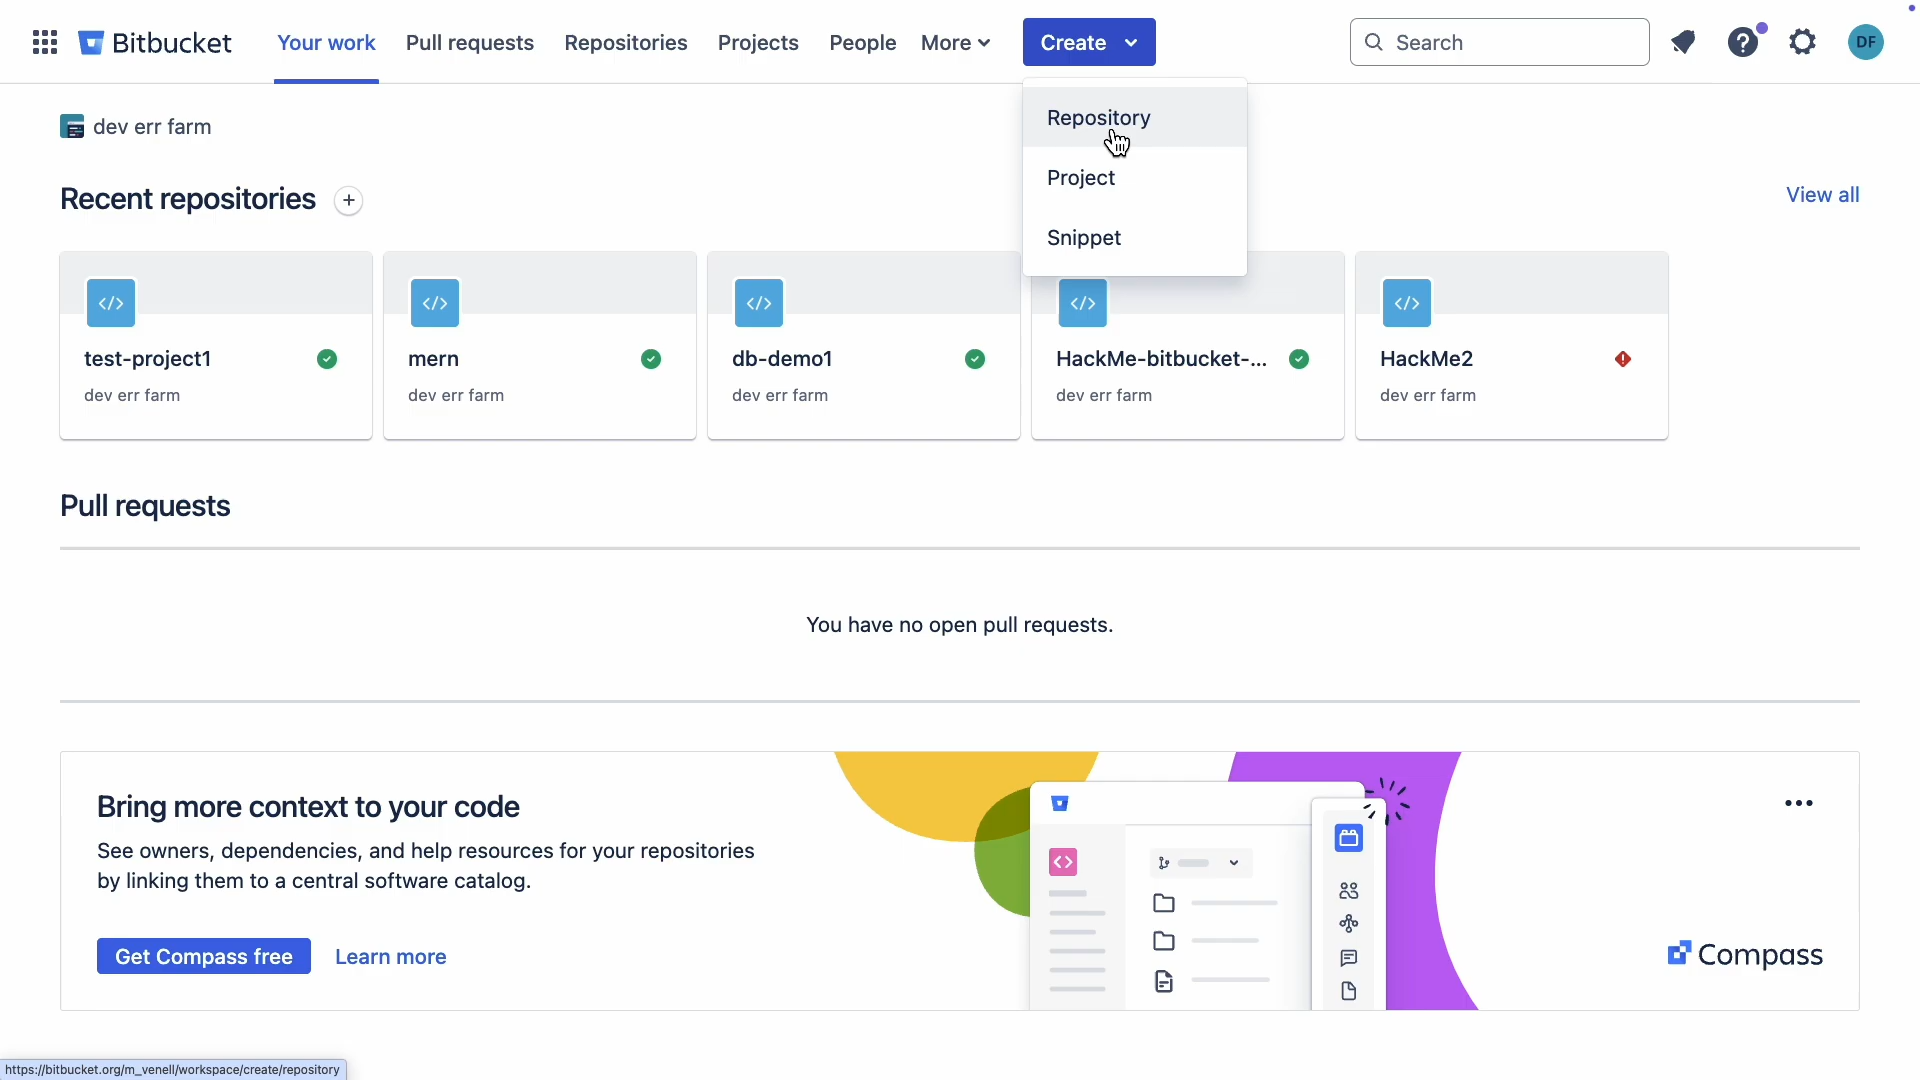 Bitbucket
Your work
Pull requests
Repositories
Projects
People
More
Create
Search
DF
Repository
Project
Snippet
dev err farm
Recent repositories
+
View all
</>
</>
</>
</>
</>
test-project1
mern
db-demo1
HackMe-bitbucket-...
HackMe2
dev err farm
dev err farm
dev err farm
dev err farm
dev err farm
Pull requests
You have no open pull requests.
Bring more context to your code
See owners, dependencies, and help resources for your repositories
by linking them to a central software catalog.
Get Compass free
Learn more
Compass
https://bitbucket.org/m_venell/workspace/create/repository